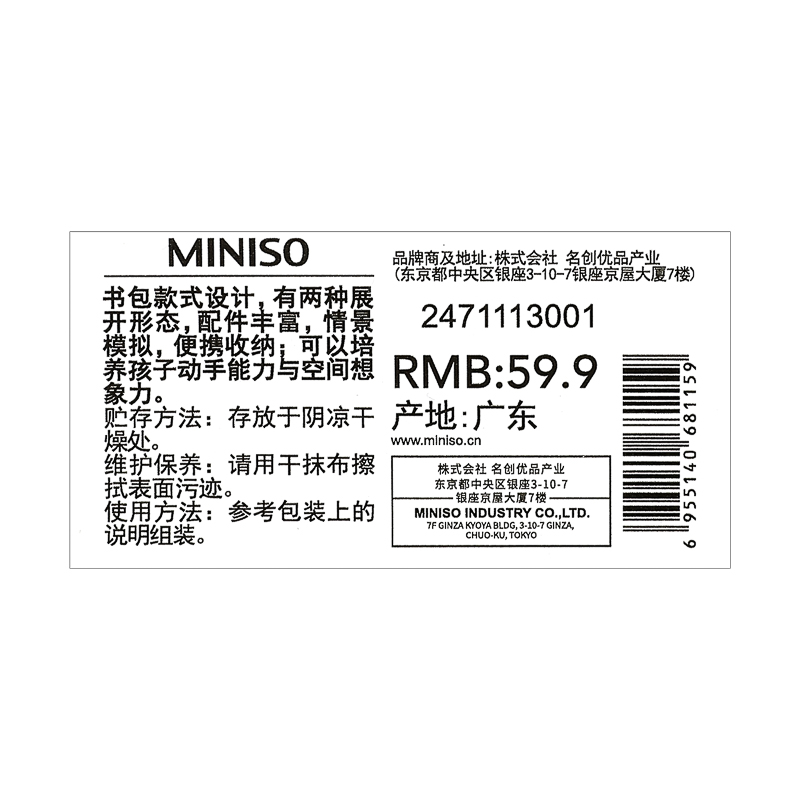 MINISO
书包款式设计，有两种展
开形态，配件丰富，情景
模拟，便携收纳；可以培
养孩子动手能力与空间想
象力。
贮存方法：存放于阴凉干
燥处。
维护保养：请用干抹布擦
拭表面污迹。
使用方法：参考包装上的
说明组装。
品牌商及地址:株式会社 名创优品产业
(东京都中央区银座3-10-7银座京屋大厦7楼)
2471113001
RMB:59.9
产地:广东
www.miniso.cn
株式会社 名创优品产业
东京都中央区银座3-10-7
银座京屋大厦7楼
MINISO INDUSTRY CO.,LTD.
7F GINZA KYOYA BLDG, 3-10-7 GINZA,
CHUO-KU, TOKYO
6 955140 681159